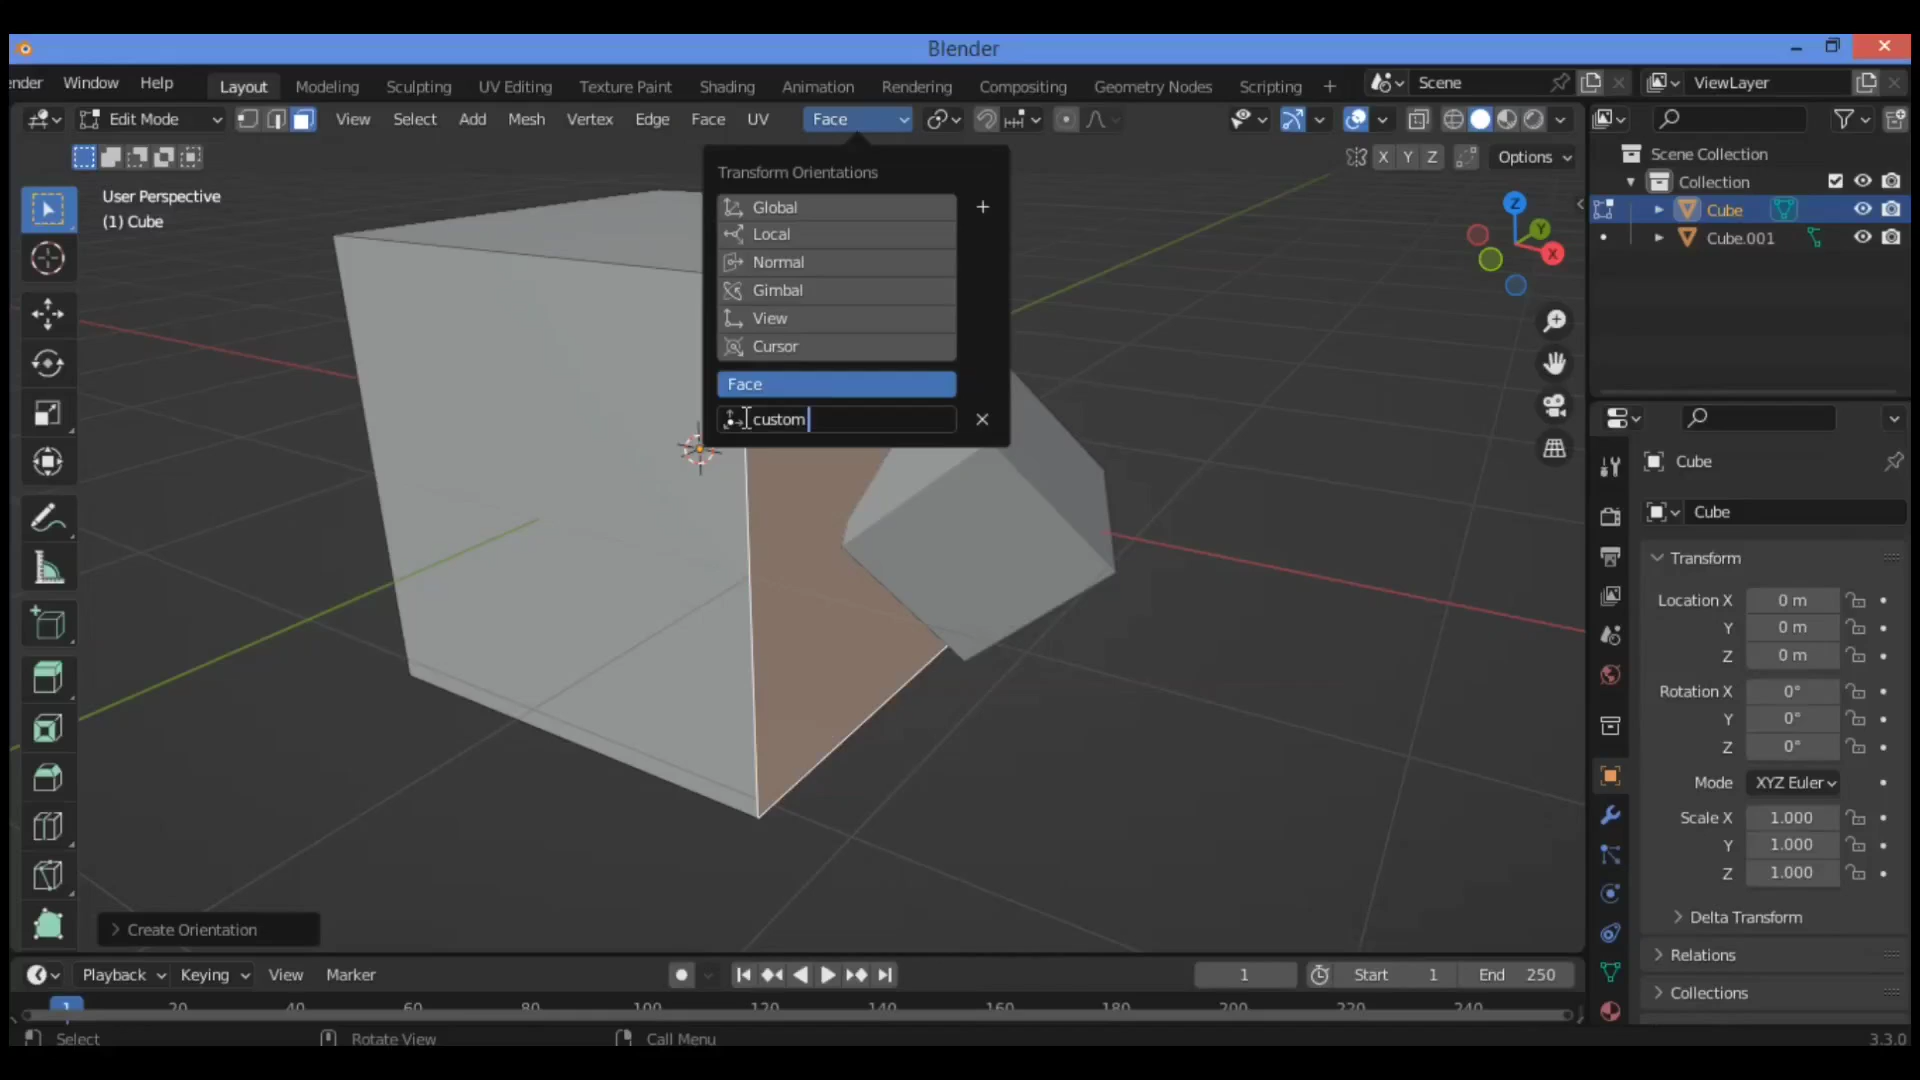 Blender
nder Window Help Layout Modeling Sculpting UV Editing Texture Paint Shading Animation Rendering Compositing Geometry Nodes Scripting + Scene ViewLayer
Edit Mode View Select Add Mesh Vertex Edge Face UV Face
X Y Z Options
User Perspective
(1) Cube
Transform Orientations
Global
Local
Normal
Gimbal
View
Cursor
Face
custom
Z
Y
X
Scene Collection
Collection
Cube
Cube.001
Cube
Cube
Transform
Location X 0 m
Y 0 m
Z 0 m
Rotation X 0°
Y 0°
Z 0°
Mode XYZ Euler
Scale X 1.000
Y 1.000
Z 1.000
Delta Transform
Relations
Collections
Create Orientation
Playback Keying View Marker 1 Start 1 End 250
1 20 40 60 80 100 120 140 160 180 200 220 240
Select Rotate View Call Menu 3.3.0